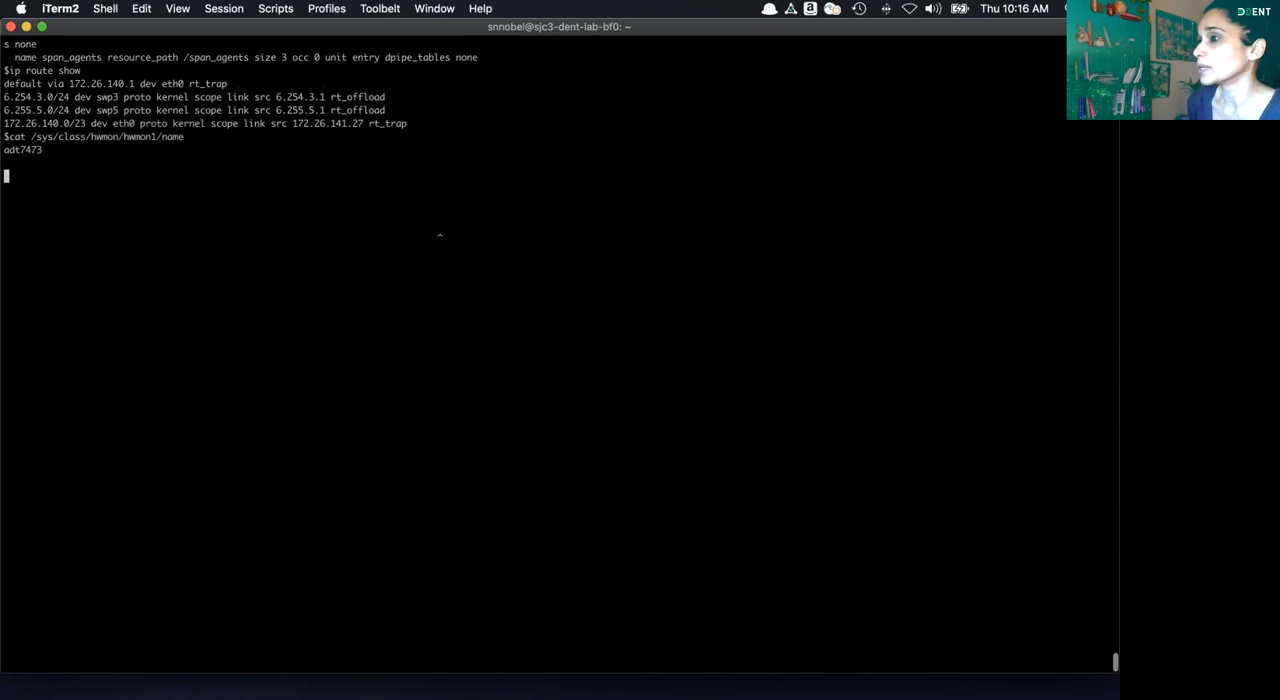 iTerm2 Shell Edit View Session Scripts Profiles Toolbelt Window Help Thu 10:16 AM
DENT
snnobel@sjc3-dent-lab-bf0: ~
s none
name span_agents resource_path /span_agents size 3 occ 0 unit entry dpipe_tables none
$ip route show
default via 172.26.140.1 dev eth0 rt_trap
6.254.3.0/24 dev swp3 proto kernel scope link src 6.254.3.1 rt_offload
6.255.5.0/24 dev swp5 proto kernel scope link src 6.255.5.1 rt_offload
172.26.140.0/23 dev eth0 proto kernel scope link src 172.26.141.27 rt_trap
$cat /sys/class/hwmon/hwmon1/name
adt7473